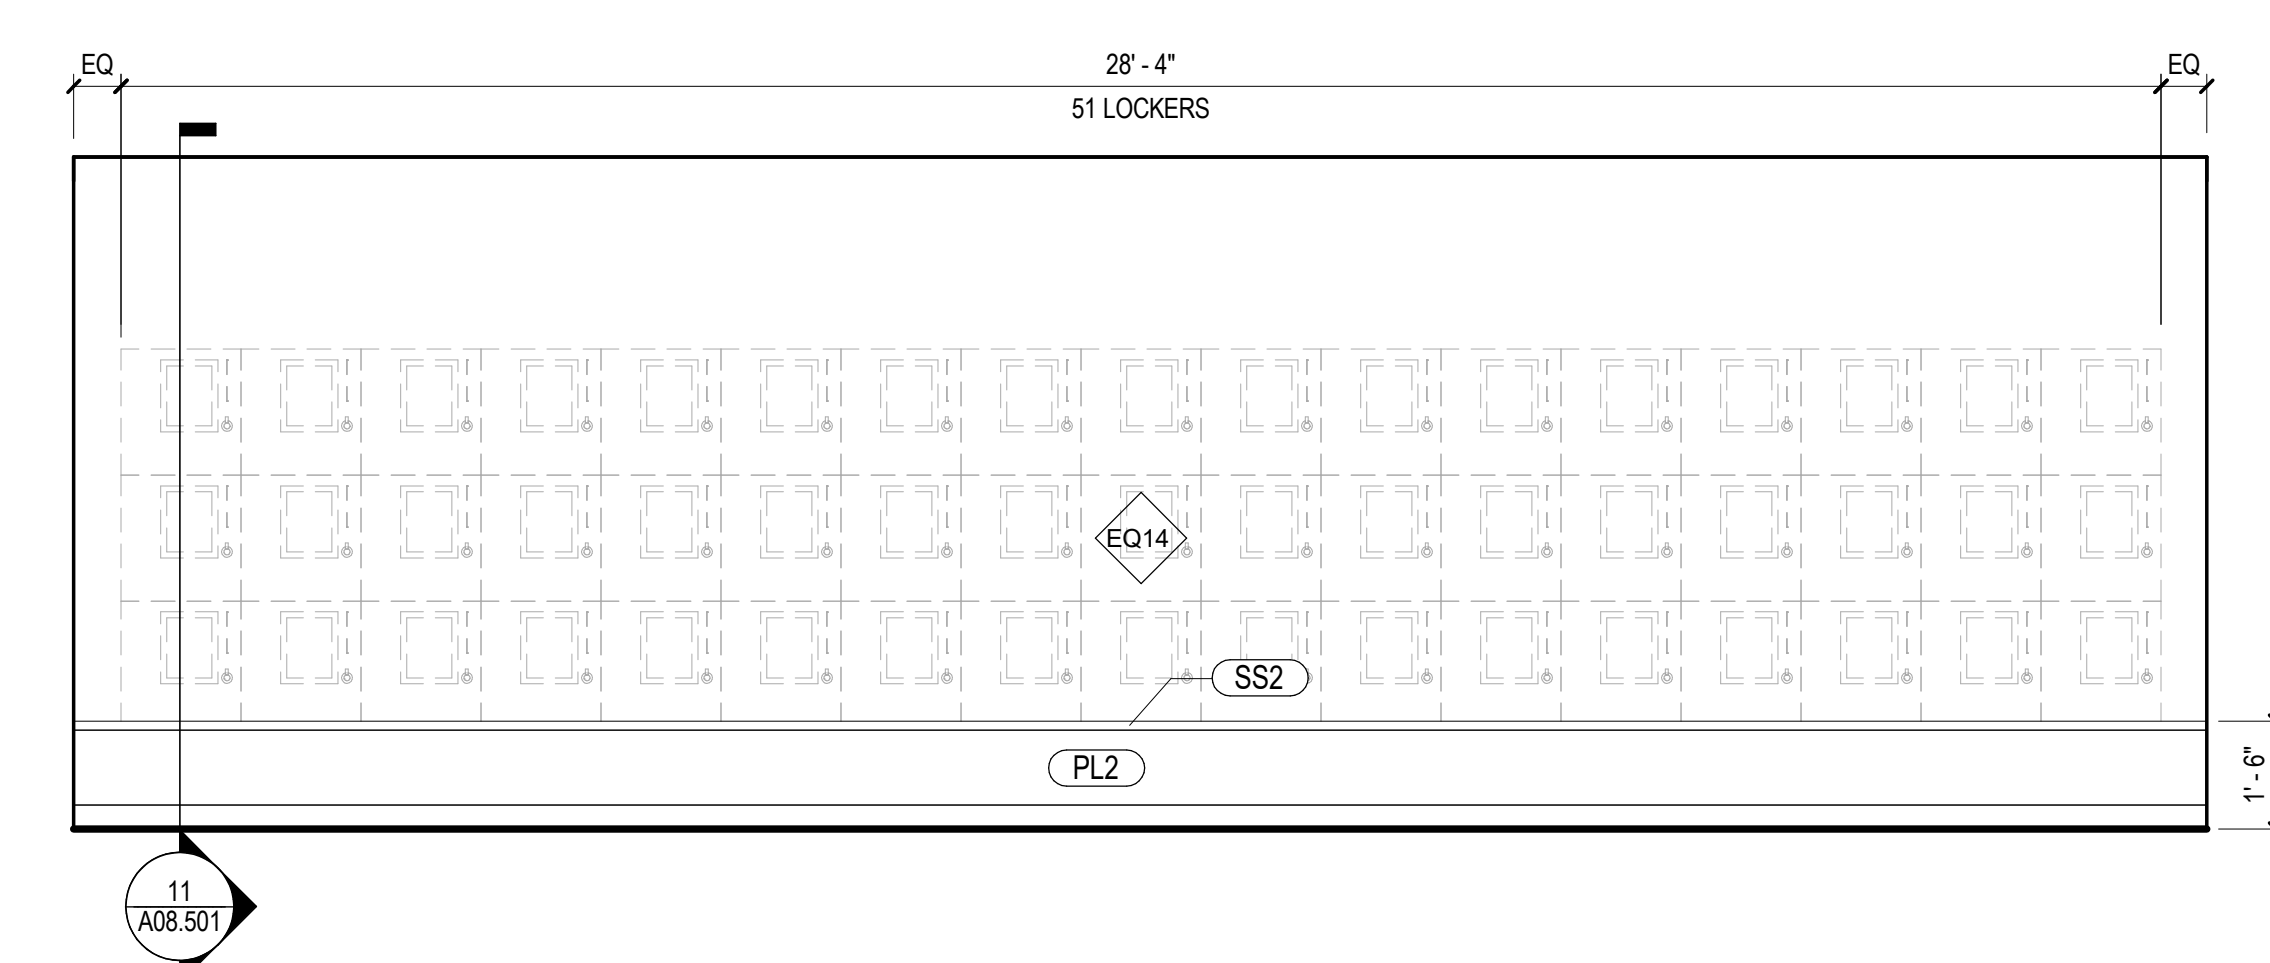 EQ
28' - 4"
EQ
51 LOCKERS
EQ14
SS2
PL2
1' - 6"
11
A08.501